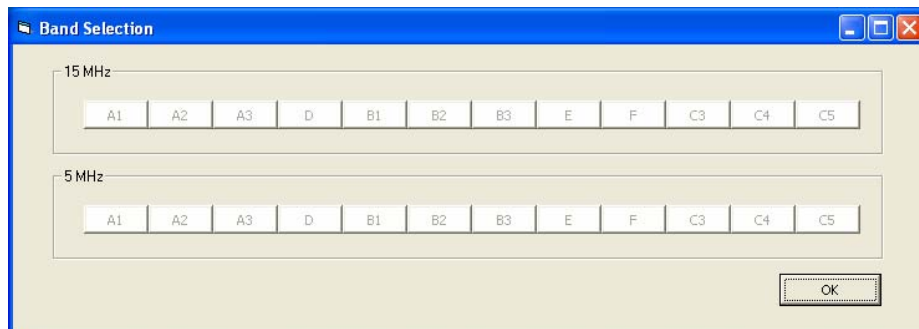 Band Selection
15 MHz
A1 A2 A3 D B1 B2 B3 E F C3 C4 C5
5 MHz
A1 A2 A3 D B1 B2 B3 E F C3 C4 C5
OK